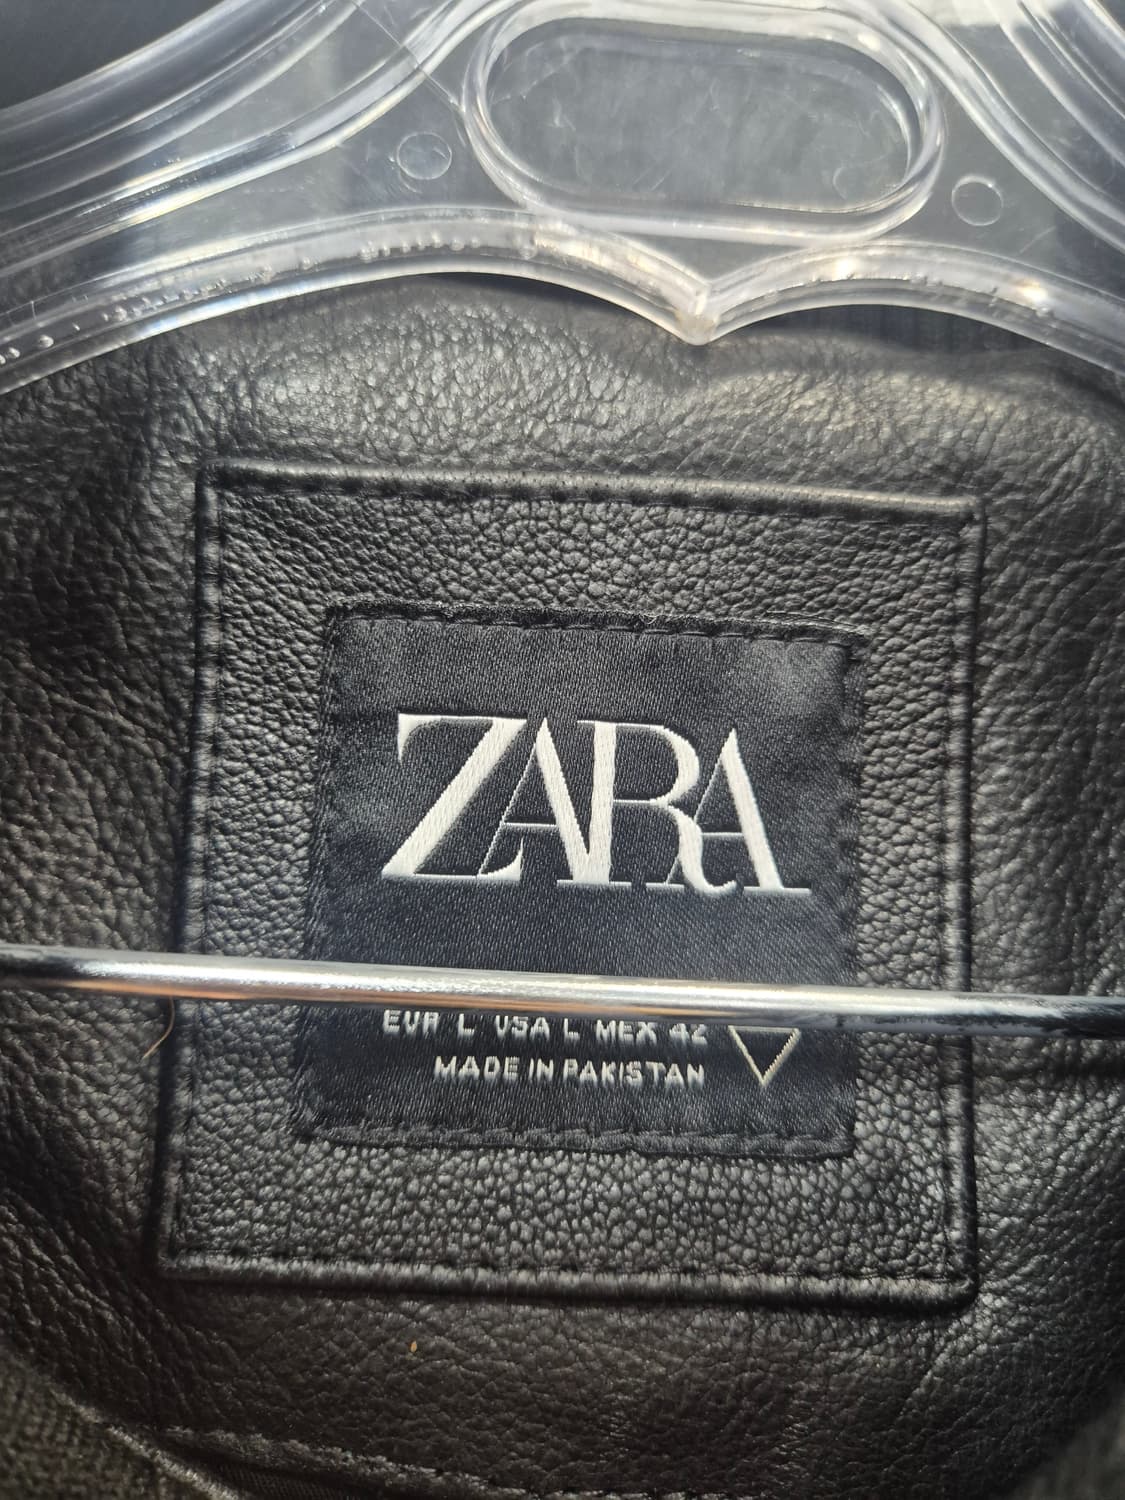 ZARA
EUR L USA L MEX 42
MADE IN PAKISTAN